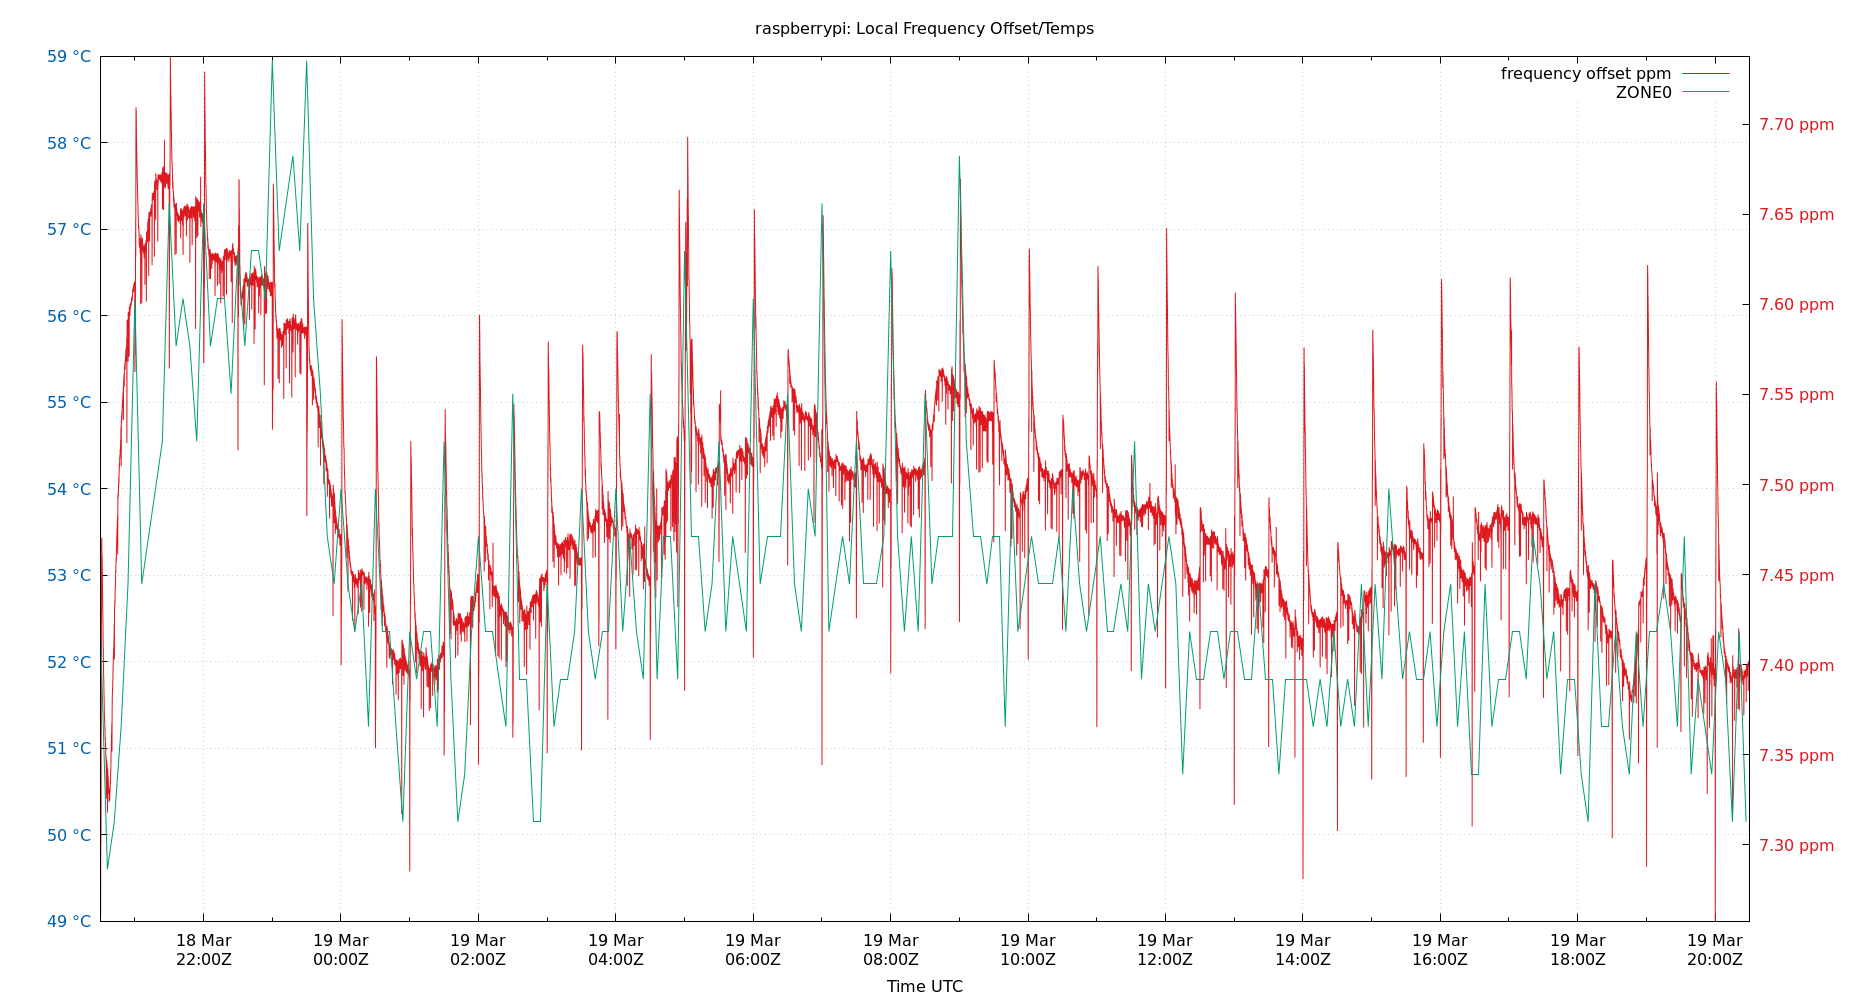 raspberrypi: Local Frequency Offset/Temps
frequency offset ppm
ZONE0
59 °C
58 °C
57 °C
56 °C
55 °C
54 °C
53 °C
52 °C
51 °C
50 °C
49 °C
7.70 ppm
7.65 ppm
7.60 ppm
7.55 ppm
7.50 ppm
7.45 ppm
7.40 ppm
7.35 ppm
7.30 ppm
18 Mar 19 Mar 19 Mar 19 Mar 19 Mar 19 Mar 19 Mar 19 Mar 19 Mar 19 Mar 19 Mar 19 Mar
22:00Z 00:00Z 02:00Z 04:00Z 06:00Z 08:00Z 10:00Z 12:00Z 14:00Z 16:00Z 18:00Z 20:00Z
Time UTC